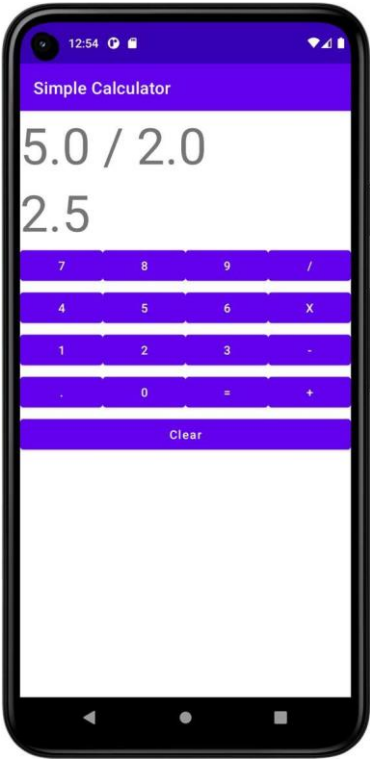 12:54
Simple Calculator
5.0 / 2.0
2.5
7 8 9 /
4 5 6 X
1 2 3 -
. 0 = +
Clear